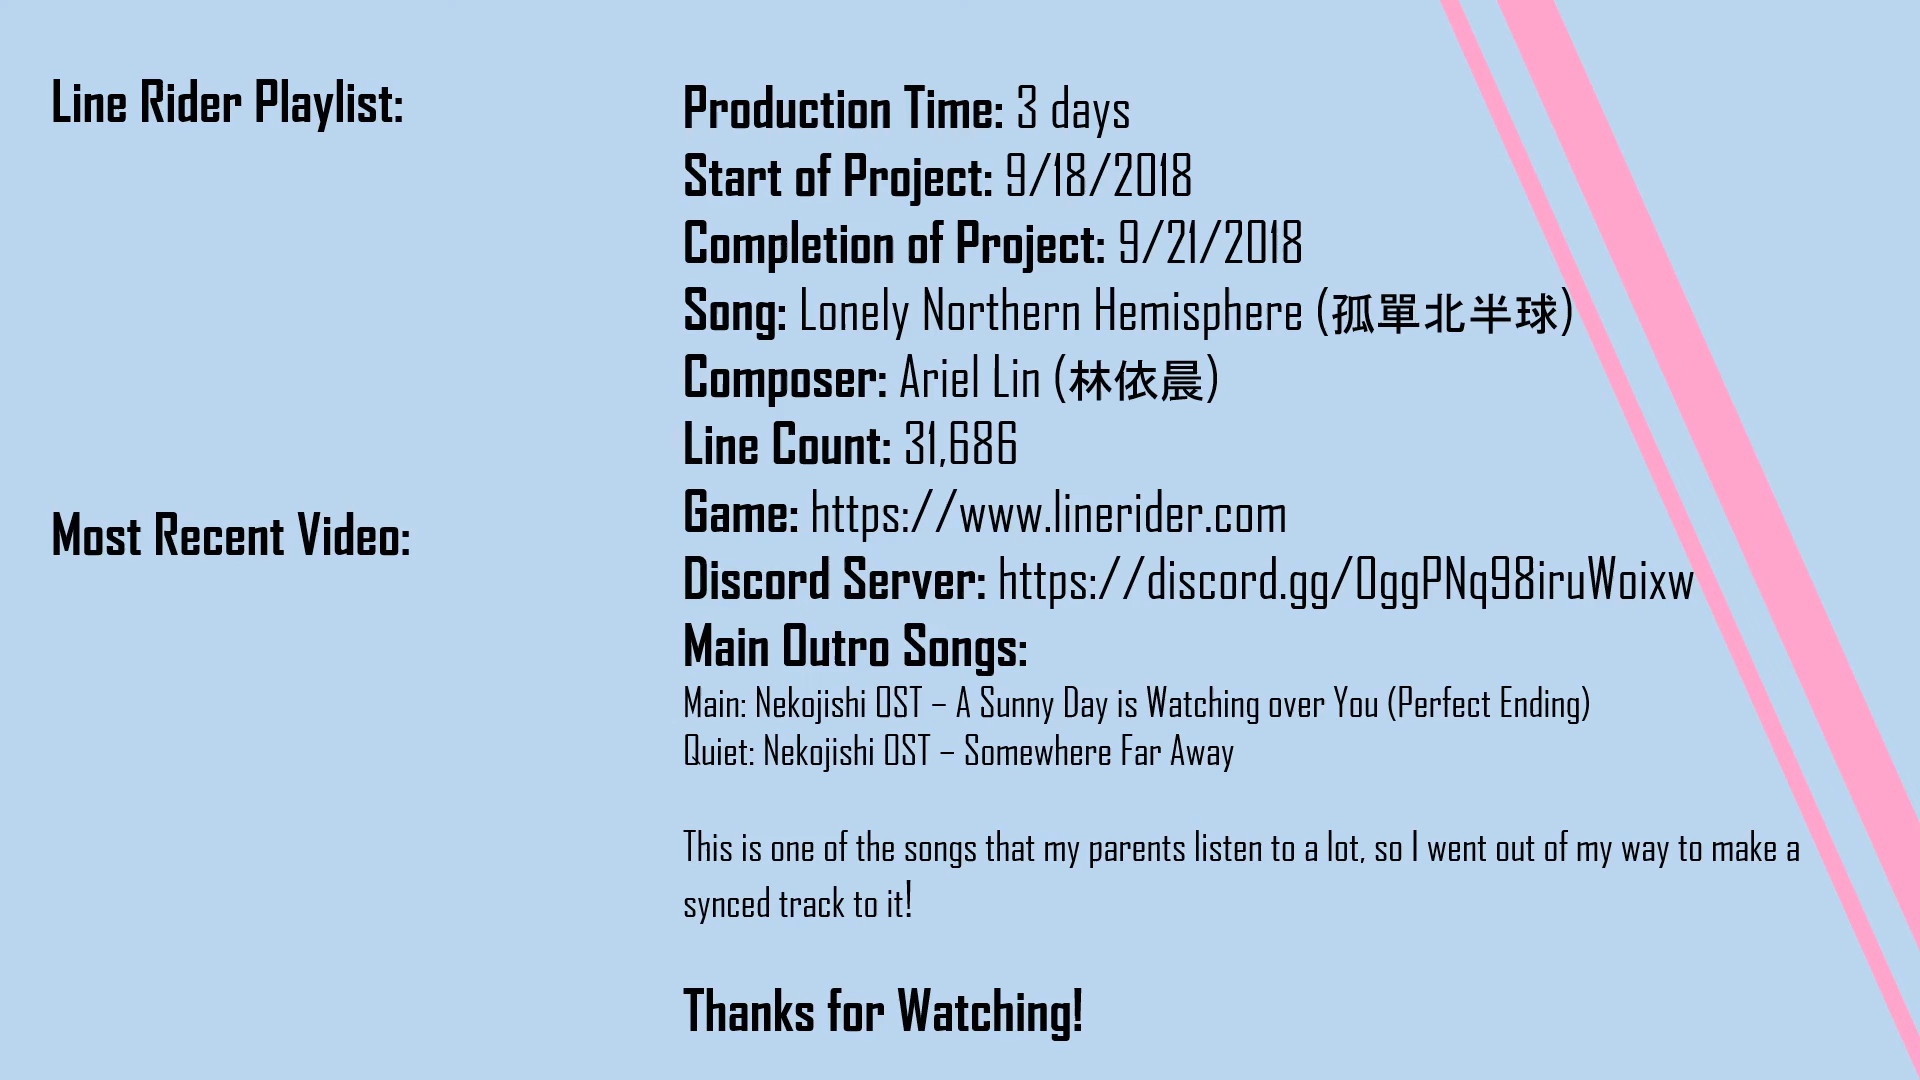 Line Rider Playlist:
Most Recent Video:
Production Time: 3 days
Start of Project: 9/18/2018
Completion of Project: 9/21/2018
Song: Lonely Northern Hemisphere (孤單北半球)
Composer: Ariel Lin (林依晨)
Line Count: 31,686
Game: https://www.linerider.com
Discord Server: https://discord.gg/0ggPNq98iruWoixw
Main Outro Songs:
Main: Nekojishi OST – A Sunny Day is Watching over You (Perfect Ending)
Quiet: Nekojishi OST – Somewhere Far Away
This is one of the songs that my parents listen to a lot, so I went out of my way to make a
synced track to it!
Thanks for Watching!